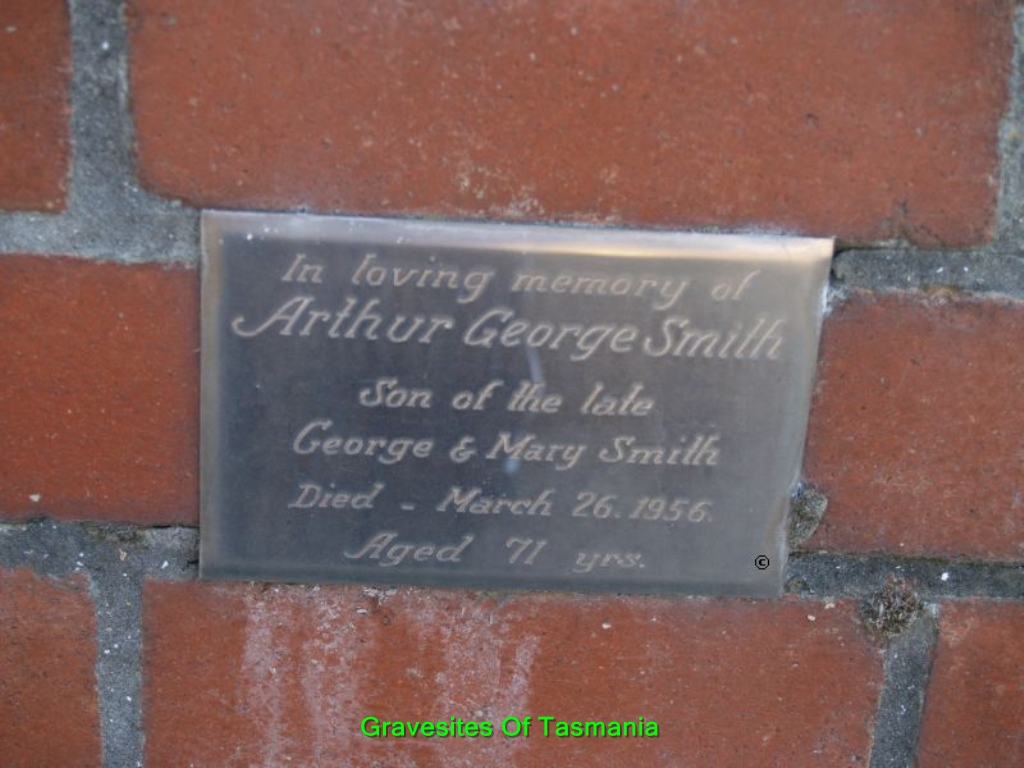 In loving memory of
Arthur George Smith
Son of the late
George & Mary Smith
Died - March 26. 1956.
Aged 71 yrs.
©
Gravesites Of Tasmania